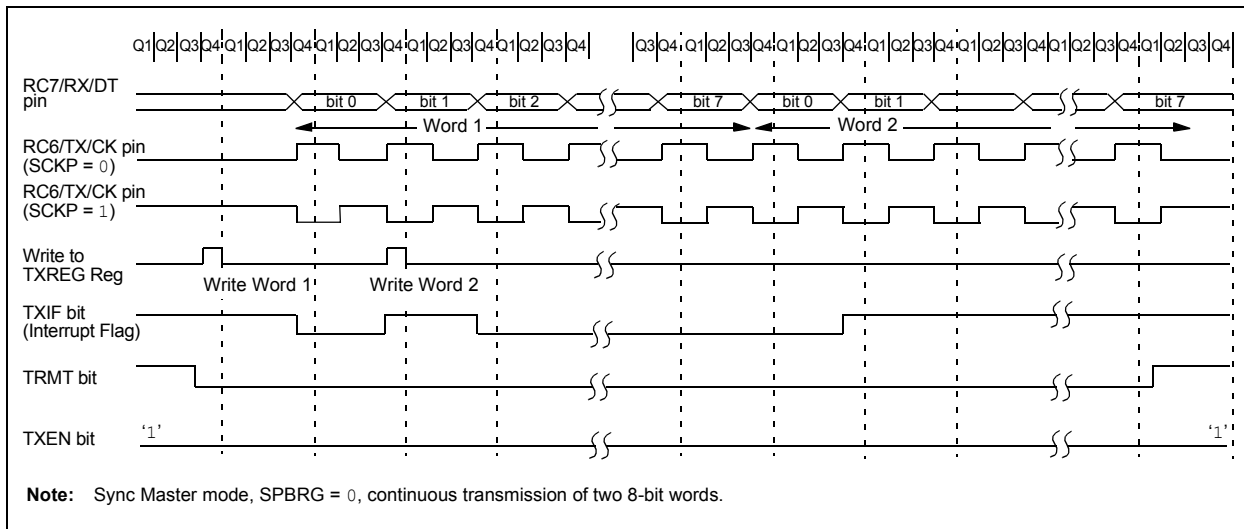 Q1 Q2 Q3 Q4 Q1 Q2 Q3 Q4 Q1 Q2 Q3 Q4 Q1 Q2 Q3 Q4 Q1 Q2 Q3 Q4 Q3 Q4 Q1 Q2 Q3 Q4 Q1 Q2 Q3 Q4 Q1 Q2 Q3 Q4 Q1 Q2 Q3 Q4 Q1 Q2 Q3 Q4 Q1 Q2 Q3 Q4
RC7/RX/DT
pin
bit 0 bit 1 bit 2 bit 7 bit 0 bit 1 bit 7
Word 1 Word 2
RC6/TX/CK pin
(SCKP = 0)
RC6/TX/CK pin
(SCKP = 1)
Write to
TXREG Reg
Write Word 1 Write Word 2
TXIF bit
(Interrupt Flag)
TRMT bit
TXEN bit
'1' '1'
Note: Sync Master mode, SPBRG = 0, continuous transmission of two 8-bit words.